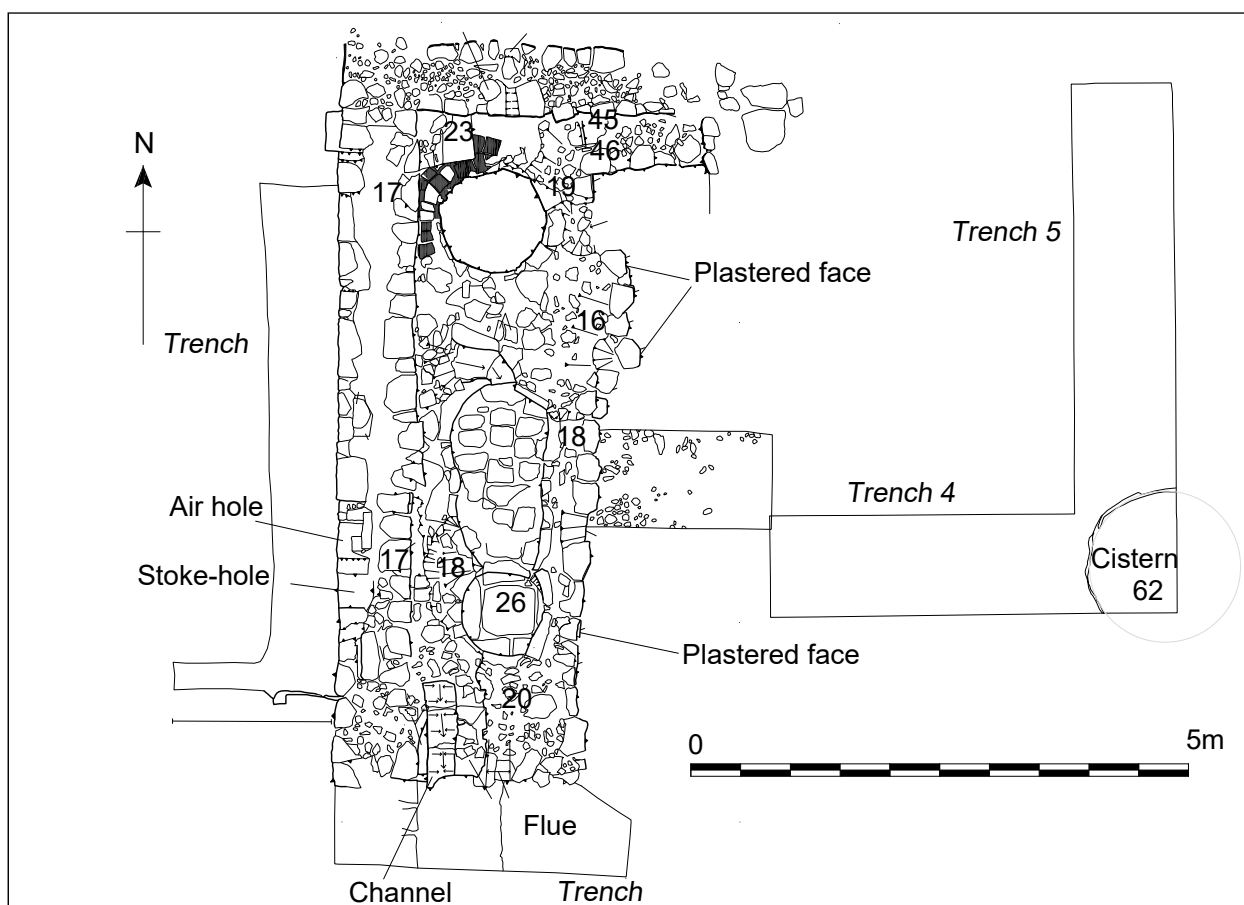 N
45
23
46
17
19
Trench 5
Plastered face
16
Trench
18
Trench 4
Air hole
17
Cistern
18
Stoke-hole
62
26
Plastered face
20
0 5m
Flue
Channel
Trench